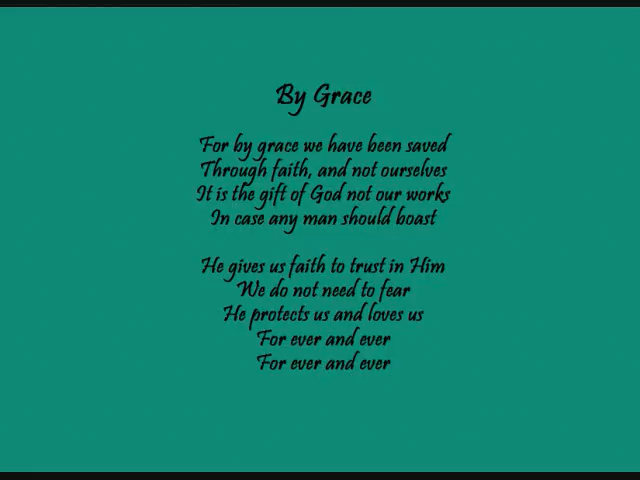 By Grace
For by grace we have been saved
Through faith, and not ourselves
It is the gift of God not our works
In case any man should boast
He gives us faith to trust in Him
We do not need to fear
He protects us and loves us
For ever and ever
For ever and ever